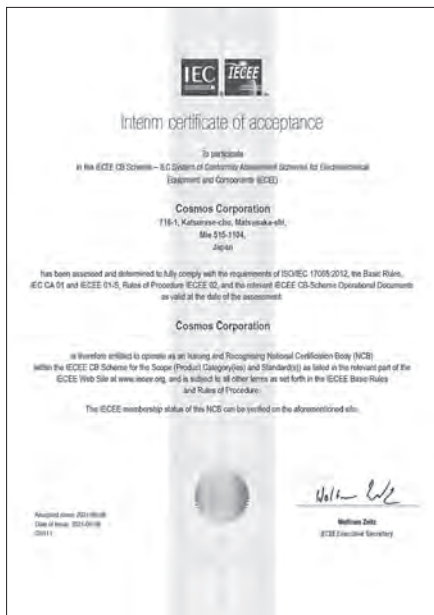 IEC IECEE
Interim certificate of acceptance
To participate
in the IECEE CB Scheme – IEC System of Conformity Assessment Schemes for Electrotechnical
Equipment and Components (IECEE)
Cosmos Corporation
Matsusaka-shi,
Mie 515-1104,
Japan
has been assessed and determined to fully comply with the requirements of ISO/IEC 17065:2012, the Basic Rules,
IEC CA 01 and IECEE 01-S, Rules of Procedure IECEE 02, and the relevant IECEE CB-Scheme Operational Documents
as valid at the date of the assessment
Cosmos Corporation
is therefore entitled to operate as an Issuing and Recognising National Certification Body (NCB)
within the IECEE CB Scheme for the Scope (Product Category(ies) and Standard(s)) as listed in the relevant part of the
IECEE Web Site at www.iecee.org, and is subject to all other terms as set forth in the IECEE Basic Rules
and Rules of Procedure.
The IECEE membership status of this NCB can be verified on the aforementioned site.
Date of issue:
Wolfram Zeitz
IECEE Executive Secretary